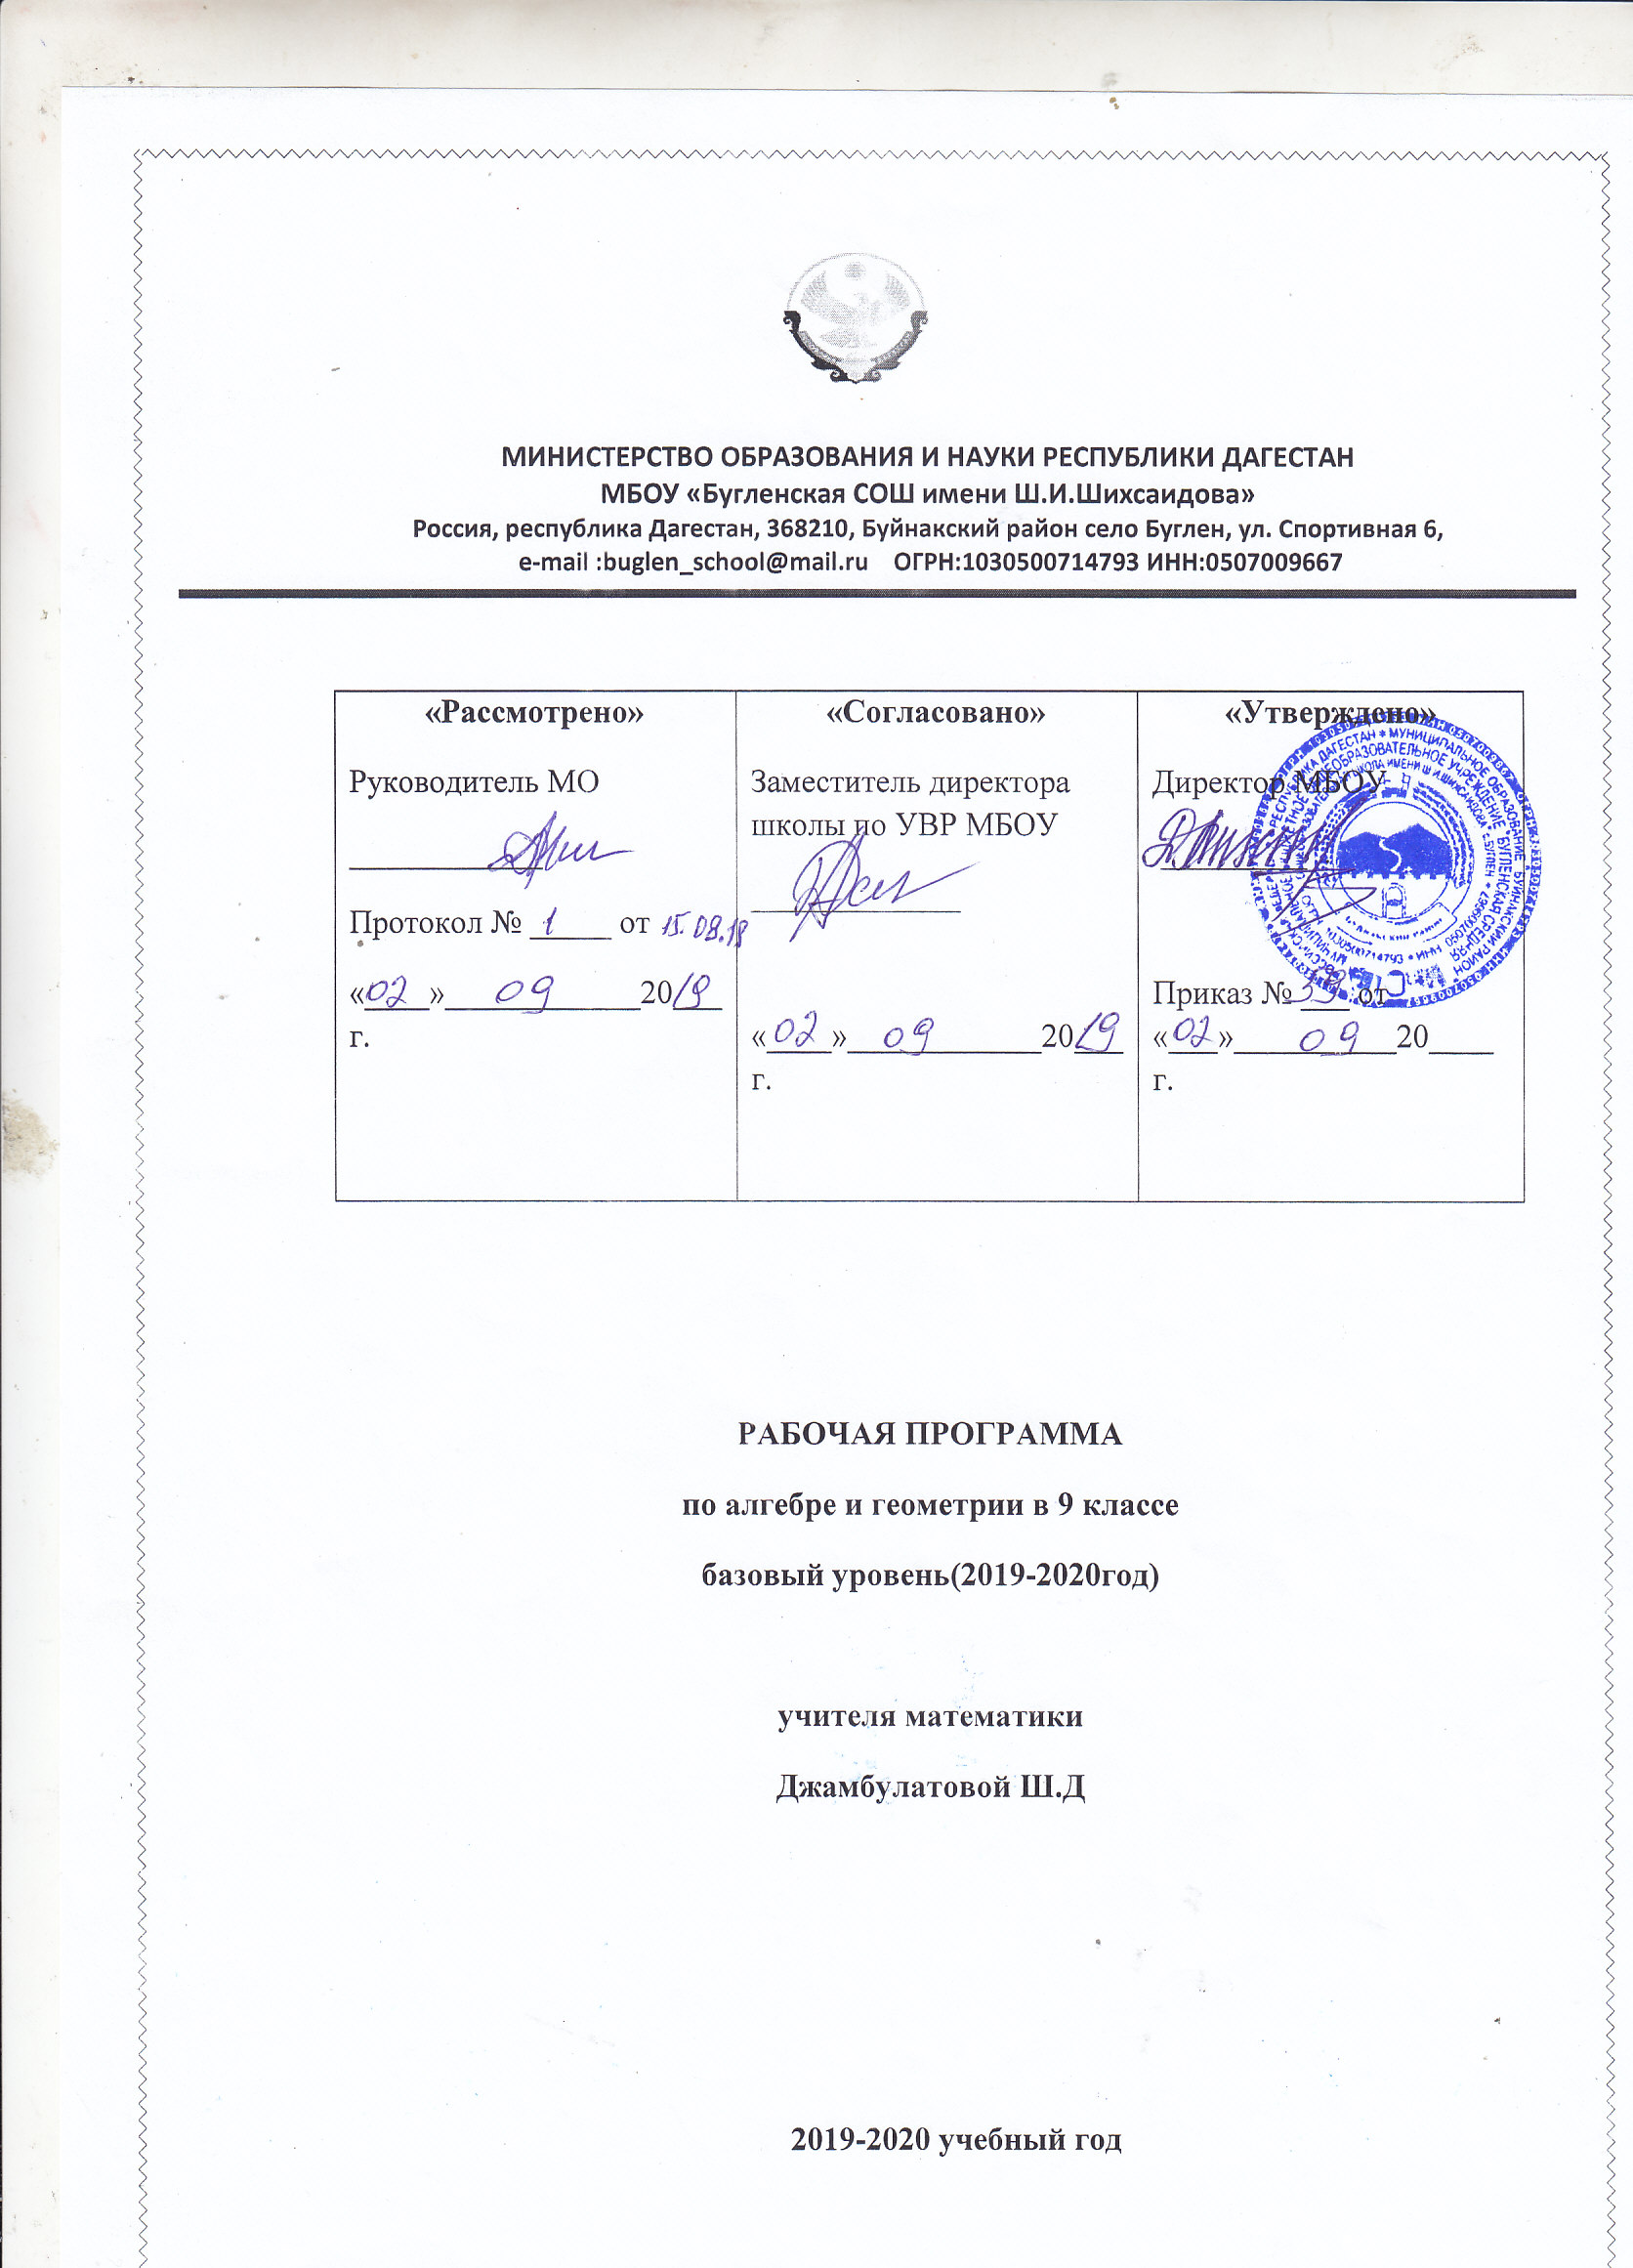 МИНИСТЕРСТВО ОБРАЗОВАНИЯ И НАУКИ РЕСПУБЛИКИ ДАГЕСТАН
МБОУ «Бугленская СОШ имени Ш.И.Шихсаидова»
Россия, республика Дагестан, 368210, Буйнакский район село Буглен, ул. Спортивная 6,
e-mail :buglen_school@mail.ru ОГРН:1030500714793 ИНН:0507009667
«Рассмотрено»
Руководитель МО
Протокол № 1 от 15.08.18
«02» 09 2019
г.
«Согласовано»
Заместитель директора
школы по УВР МБОУ
«02» 09 2019
г.
«Утверждено»
Директор МБОУ
Приказ № 39 от
«02» 09 20____
г.
РАБОЧАЯ ПРОГРАММА
по алгебре и геометрии в 9 классе
базовый уровень(2019-2020год)
учителя математики
Джамбулатовой Ш.Д
2019-2020 учебный год